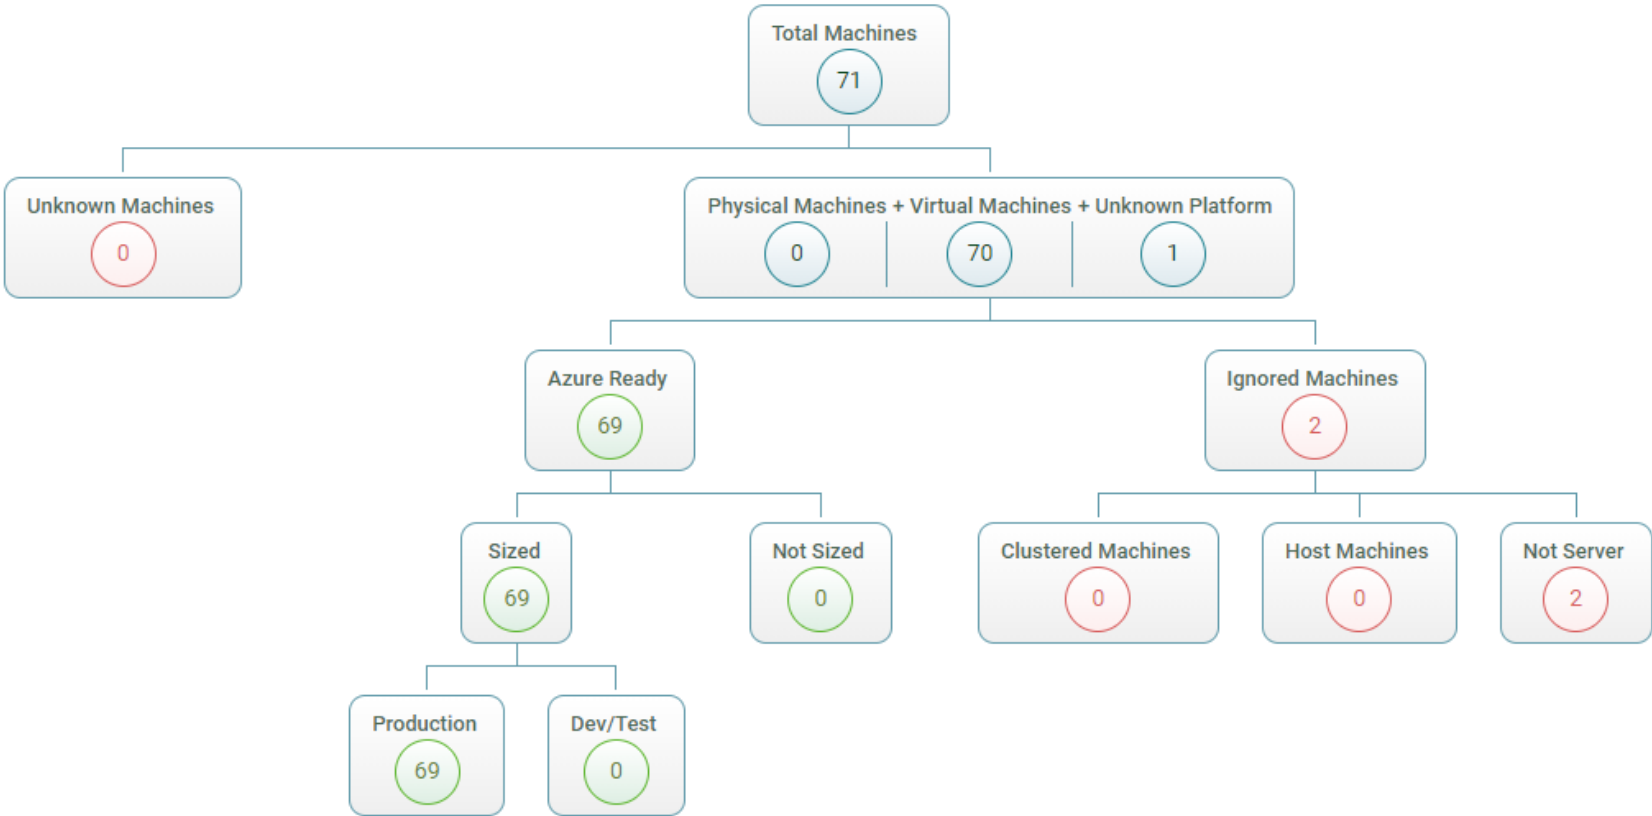 Total Machines
71
Unknown Machines
0
Physical Machines + Virtual Machines + Unknown Platform
0 70 1
Azure Ready
69
Ignored Machines
2
Sized
69
Not Sized
0
Clustered Machines
0
Host Machines
0
Not Server
2
Production
69
Dev/Test
0